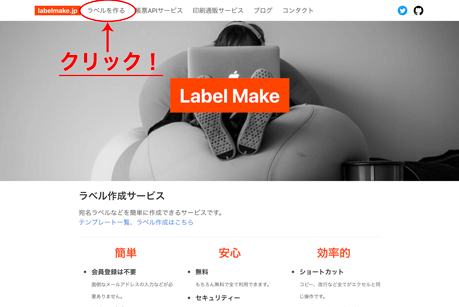 labelmake.jp ラベルを作る 帳票APIサービス 印刷通販サービス ブログ コンタクト
クリック！
Label Make
ラベル作成サービス
宛名ラベルなどを簡単に作成できるサービスです。
テンプレート一覧、ラベル作成はこちら
簡単 安心 効率的
会員登録は不要 無料 ショートカット
面倒なメールアドレスの入力などが必 もちろん無料で全て利用できます。 コピー、改行など全てがエクセルと同
要ありません。 セキュリティー じ操作です。